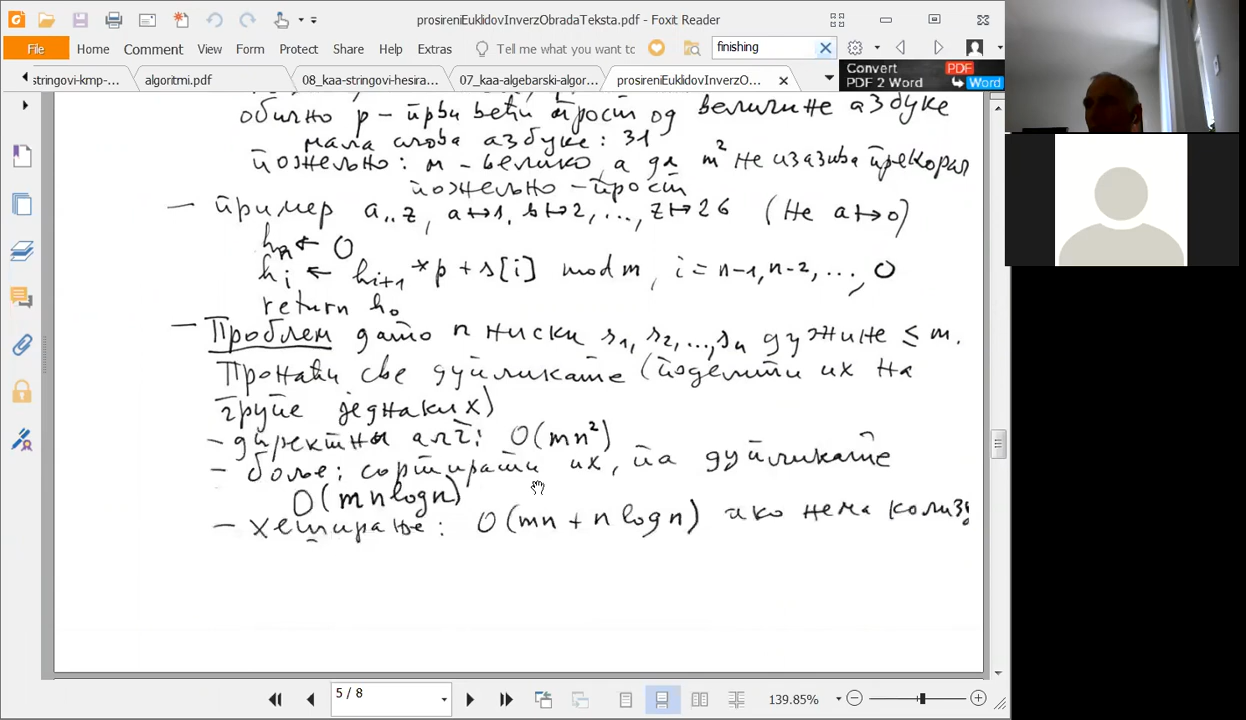 prosireniEuklidovInverzObradaTeksta.pdf - Foxit Reader
File Home Comment View Form Protect Share Help Extras Tell me what you want to finishing
stringovi-kmp-... algoritmi.pdf 08_kaa-stringovi-hesira... 07_kaa-algebarski-algor... prosireniEuklidovInverzO...
Convert PDF
PDF 2 Word Word
обично p - први већи прост од величине азбуке
мала слова азбуке: 31
пожељно: m - велико, а да m² не изазива прекорач
пожељно - прост
- пример a..z, a↦1, b↦2, ..., z↦26 (не a↦0)
hₙ ← 0
hᵢ ← hᵢ₊₁ * p + s[i] mod m, i = n-1, n-2, ..., 0
return h₀
- Проблем дато n ниски s₁, s₂, ..., sₙ дужине ≤ m.
Пронаћи све дупликате (поделити их на
групе једнаких)
- директни алг: O(mn²)
- боље: сортирати их, па дупликате
O(mn log n)
- хеширање: O(mn + n log n) ако нема колизи
5 / 8 139.85%